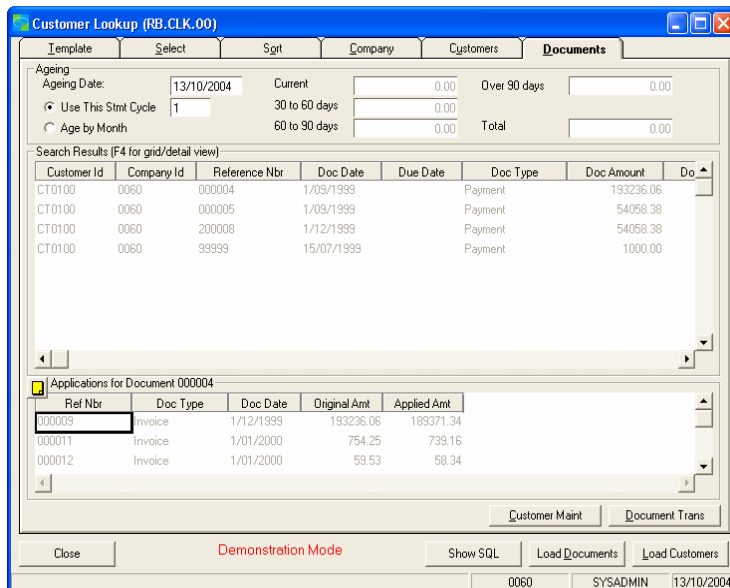 Customer Lookup (RB.CLK.00)
Template Select Sort Company Customers Documents
Ageing
Ageing Date: 13/10/2004 Current 0.00 Over 90 days 0.00
Use This Stmt Cycle 1 30 to 60 days 0.00
Age by Month 60 to 90 days 0.00 Total 0.00
Search Results (F4 for grid/detail view)
Customer Id Company Id Reference Nbr Doc Date Due Date Doc Type Doc Amount Do
CT0100 0060 000004 1/09/1999 Payment 193236.06
CT0100 0060 000005 1/09/1999 Payment 54058.38
CT0100 0060 200008 1/12/1999 Payment 54058.38
CT0100 0060 99999 15/07/1999 Payment 1000.00
Applications for Document 000004
Ref Nbr Doc Type Doc Date Original Amt Applied Amt
000009 Invoice 1/12/1999 193236.06 189371.34
000011 Invoice 1/01/2000 754.25 739.16
000012 Invoice 1/01/2000 59.53 58.34
Customer Maint Document Trans
Close Demonstration Mode Show SQL Load Documents Load Customers
0060 SYSADMIN 13/10/2004